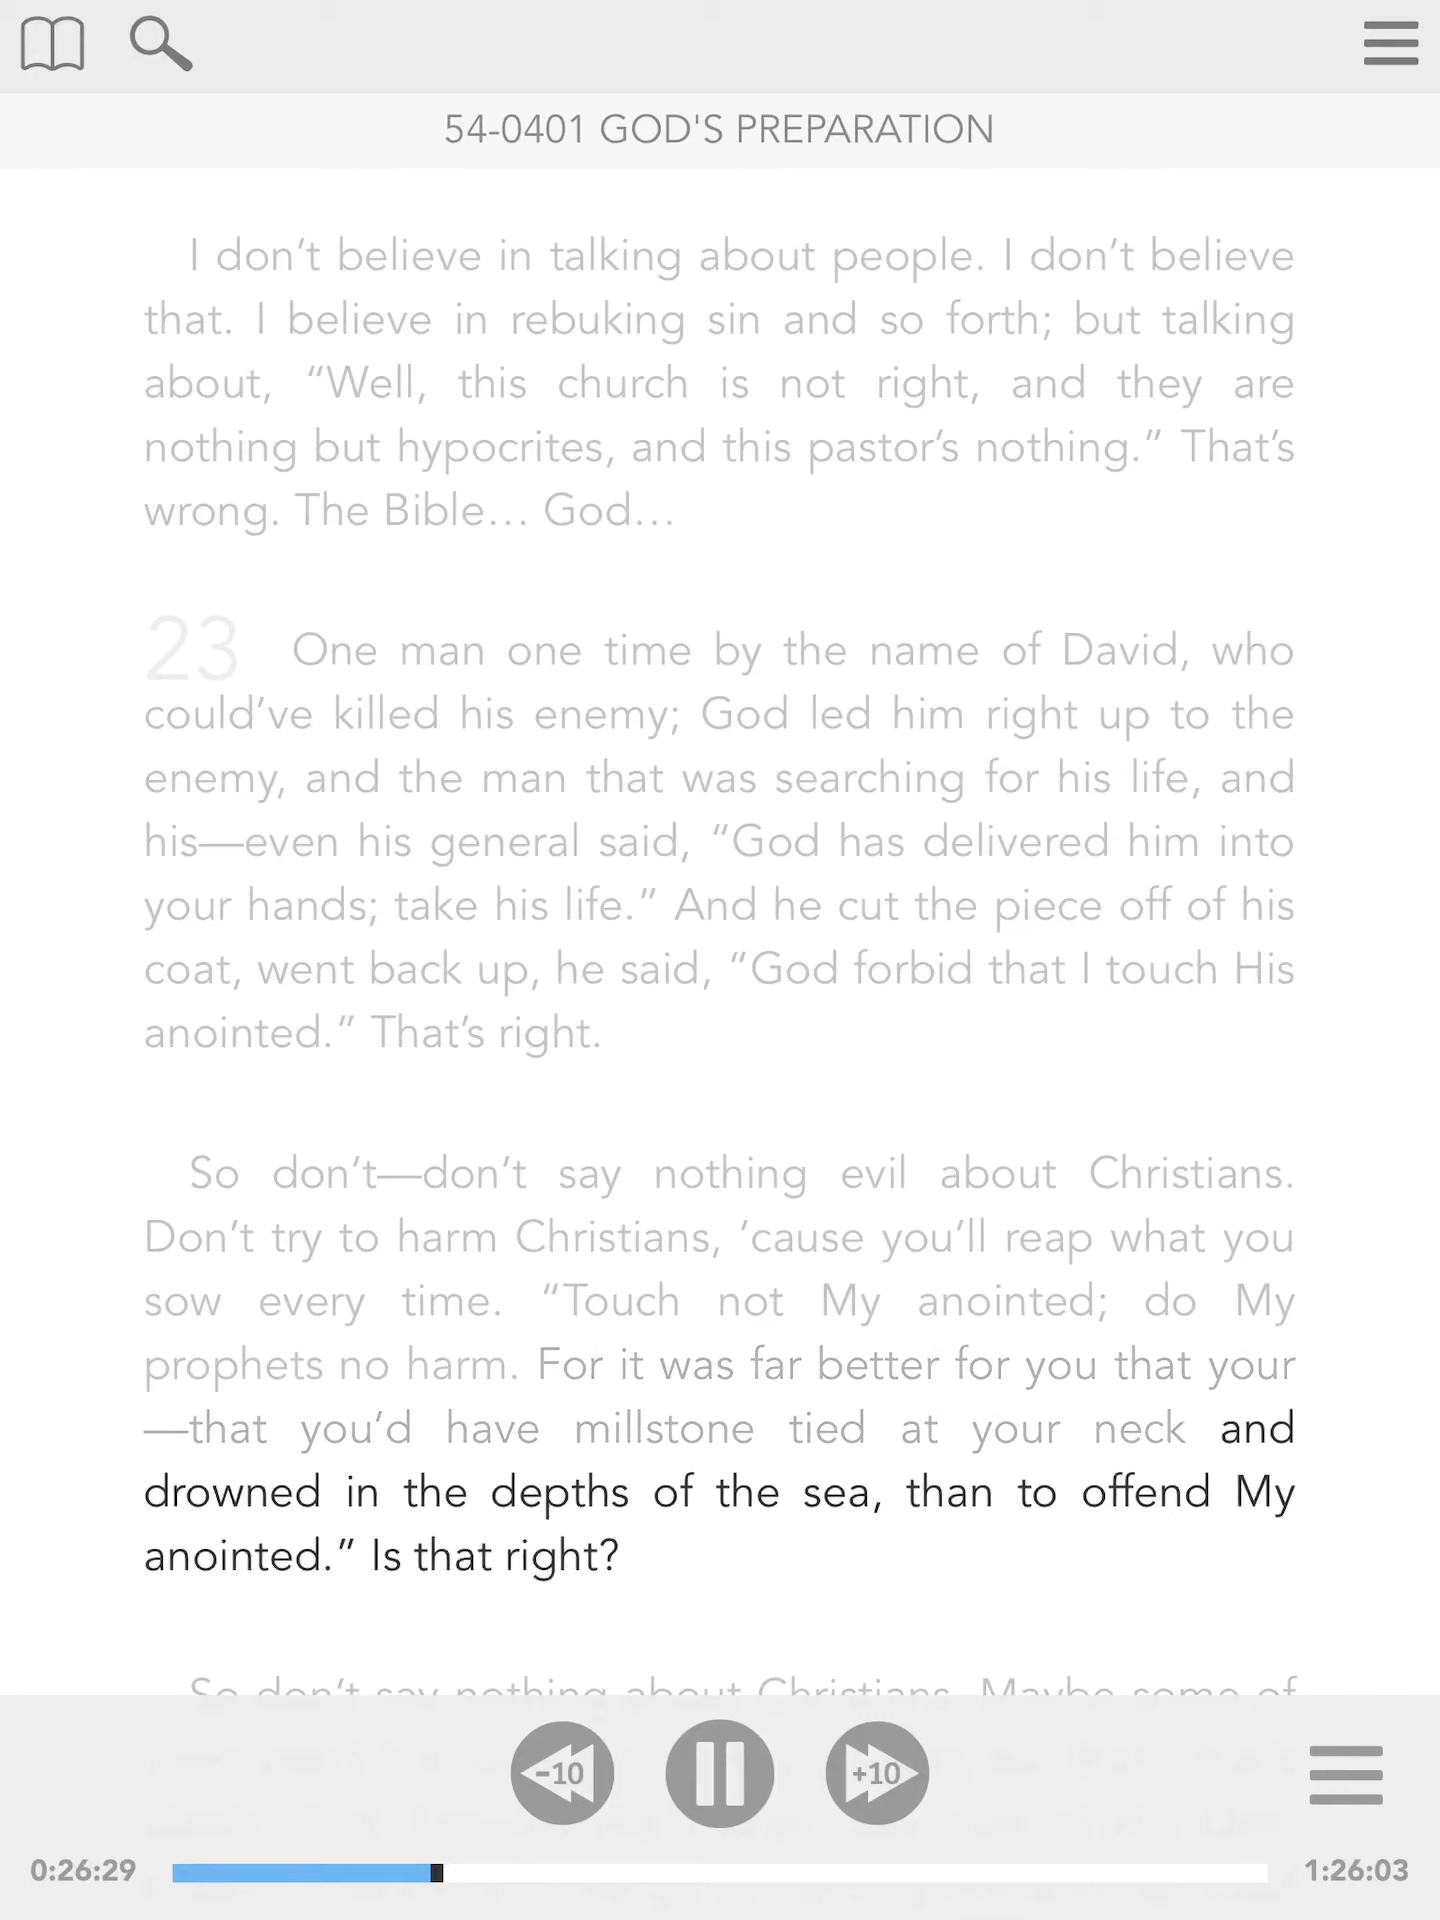 54-0401 GOD'S PREPARATION
I don’t believe in talking about people. I don’t believe
that. I believe in rebuking sin and so forth; but talking
about, “Well, this church is not right, and they are
nothing but hypocrites, and this pastor’s nothing.” That’s
wrong. The Bible… God…
23 One man one time by the name of David, who
could’ve killed his enemy; God led him right up to the
enemy, and the man that was searching for his life, and
his—even his general said, “God has delivered him into
your hands; take his life.” And he cut the piece off of his
coat, went back up, he said, “God forbid that I touch His
anointed.” That’s right.
So don’t—don’t say nothing evil about Christians.
Don’t try to harm Christians, ’cause you’ll reap what you
sow every time. “Touch not My anointed; do My
prophets no harm. For it was far better for you that your
—that you’d have millstone tied at your neck and
drowned in the depths of the sea, than to offend My
anointed.” Is that right?
So don’t say nothing about Christians. Maybe some of
-10 +10
0:26:29 1:26:03